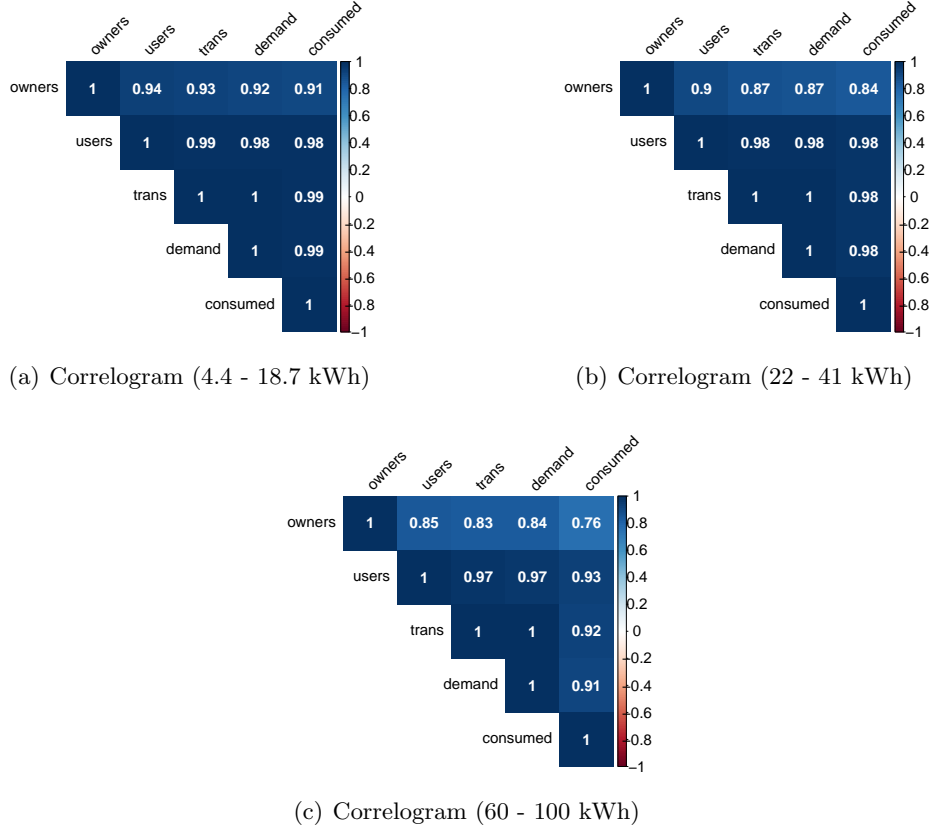 owners users trans demand consumed
owners 1 0.94 0.93 0.92 0.91
users 1 0.99 0.98 0.98
trans 1 1 0.99
demand 1 0.99
consumed 1
1
0.8
0.6
0.4
0.2
0
−0.2
−0.4
−0.6
−0.8
−1
(a) Correlogram (4.4 - 18.7 kWh)
owners users trans demand consumed
owners 1 0.9 0.87 0.87 0.84
users 1 0.98 0.98 0.98
trans 1 1 0.98
demand 1 0.98
consumed 1
1
0.8
0.6
0.4
0.2
0
−0.2
−0.4
−0.6
−0.8
−1
(b) Correlogram (22 - 41 kWh)
owners users trans demand consumed
owners 1 0.85 0.83 0.84 0.76
users 1 0.97 0.97 0.93
trans 1 1 0.92
demand 1 0.91
consumed 1
1
0.8
0.6
0.4
0.2
0
−0.2
−0.4
−0.6
−0.8
−1
(c) Correlogram (60 - 100 kWh)